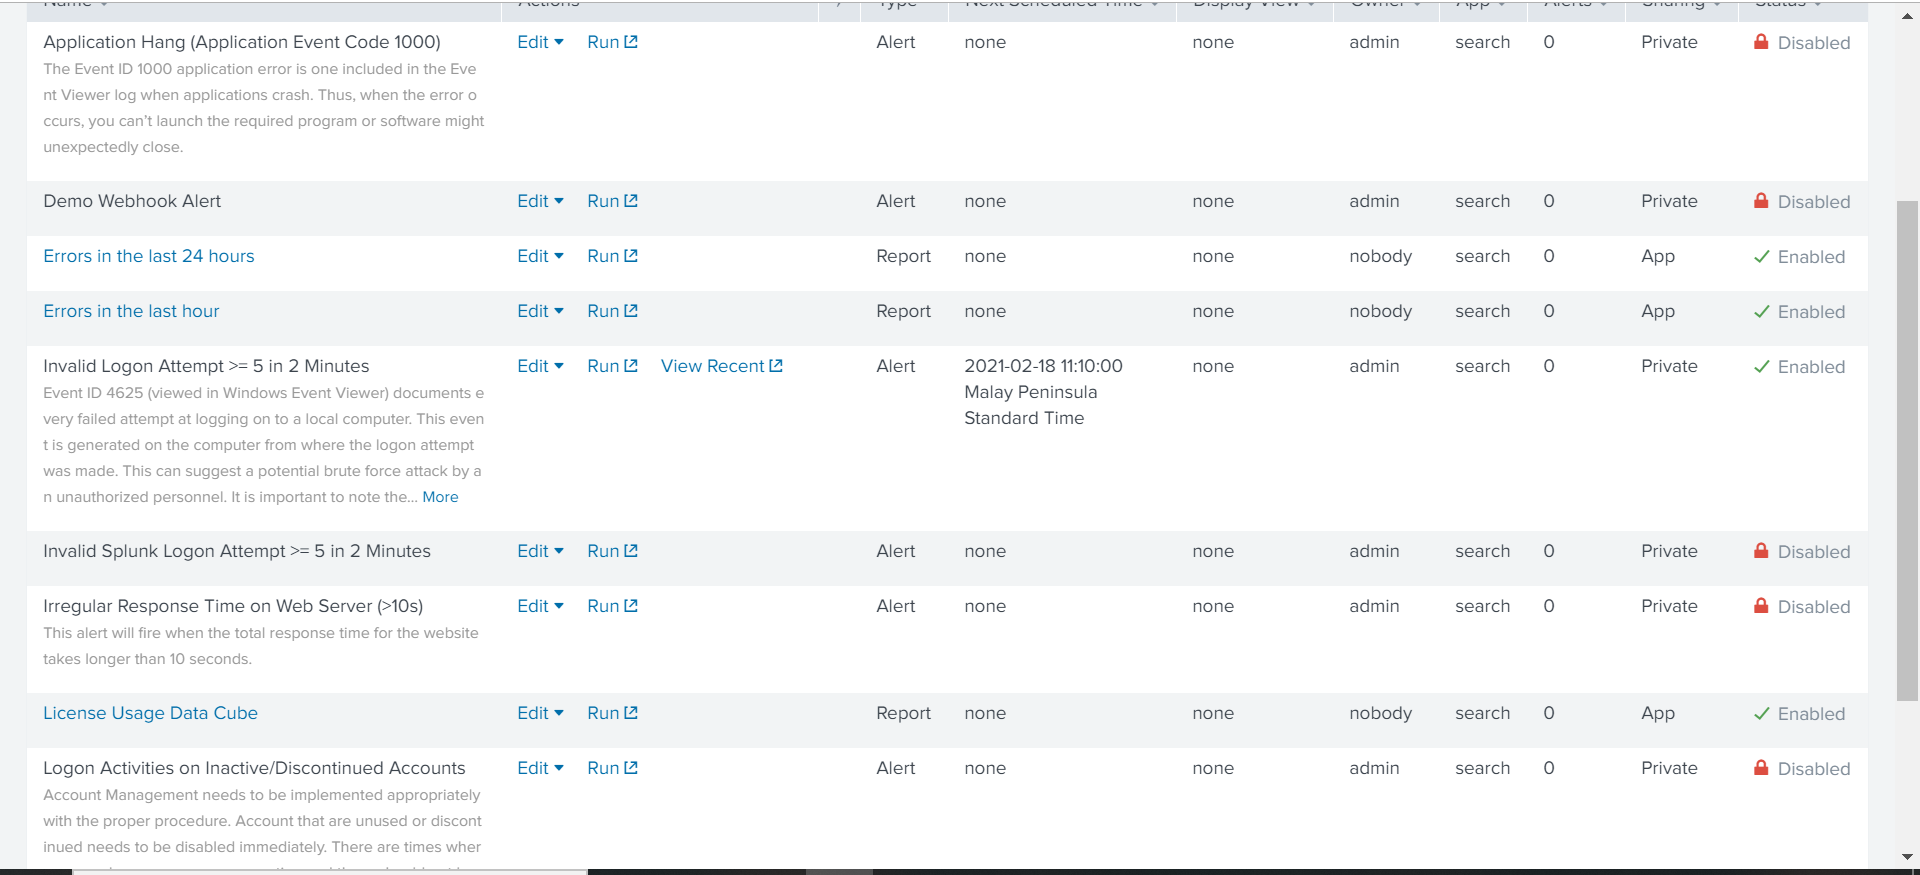 Name Actions Type Next Scheduled Time Display View Owner App Alerts Sharing Status
Application Hang (Application Event Code 1000) Edit Run Alert none none admin search 0 Private Disabled
The Event ID 1000 application error is one included in the Eve
nt Viewer log when applications crash. Thus, when the error o
ccurs, you can’t launch the required program or software might
unexpectedly close.
Demo Webhook Alert Edit Run Alert none none admin search 0 Private Disabled
Errors in the last 24 hours Edit Run Report none none nobody search 0 App Enabled
Errors in the last hour Edit Run Report none none nobody search 0 App Enabled
Invalid Logon Attempt >= 5 in 2 Minutes Edit Run View Recent Alert 2021-02-18 11:10:00 none admin search 0 Private Enabled
Malay Peninsula
Standard Time
Event ID 4625 (viewed in Windows Event Viewer) documents e
very failed attempt at logging on to a local computer. This even
t is generated on the computer from where the logon attempt
was made. This can suggest a potential brute force attack by a
n unauthorized personnel. It is important to note the... More
Invalid Splunk Logon Attempt >= 5 in 2 Minutes Edit Run Alert none none admin search 0 Private Disabled
Irregular Response Time on Web Server (>10s) Edit Run Alert none none admin search 0 Private Disabled
This alert will fire when the total response time for the website
takes longer than 10 seconds.
License Usage Data Cube Edit Run Report none none nobody search 0 App Enabled
Logon Activities on Inactive/Discontinued Accounts Edit Run Alert none none admin search 0 Private Disabled
Account Management needs to be implemented appropriately
with the proper procedure. Account that are unused or discont
inued needs to be disabled immediately. There are times wher